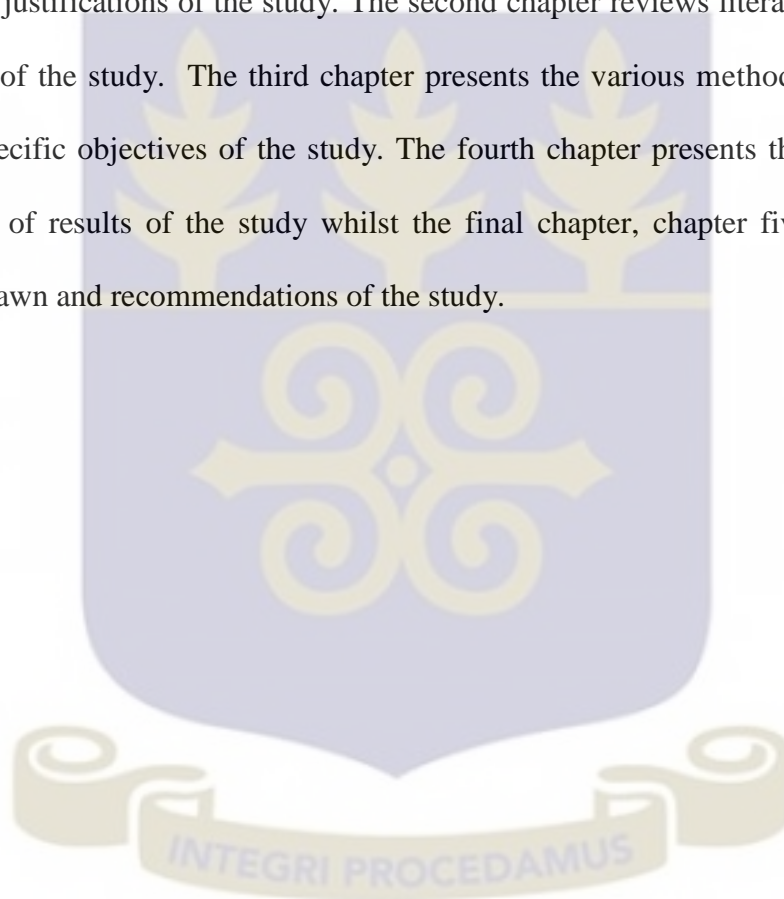 justifications of the study. The second chapter reviews litera
of the study. The third chapter presents the various method
ecific objectives of the study. The fourth chapter presents th
of results of the study whilst the final chapter, chapter fiv
awn and recommendations of the study.
INTEGRI PROCEDAMUS